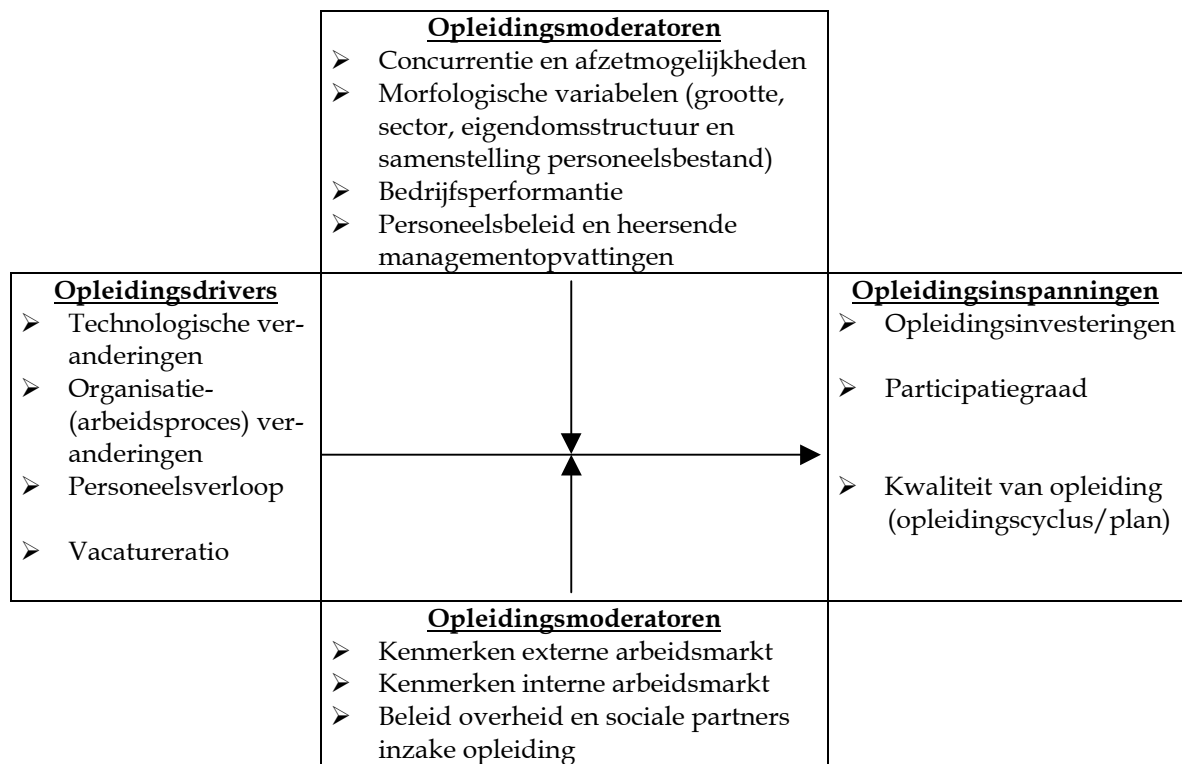 Opleidingsmoderatoren
➢ Concurrentie en afzetmogelijkheden
➢ Morfologische variabelen (grootte,
sector, eigendomsstructuur en
samenstelling personeelsbestand)
➢ Bedrijfsperformantie
➢ Personeelsbeleid en heersende
managementopvattingen
Opleidingsdrivers
➢ Technologische ver-
anderingen
➢ Organisatie-
(arbeidsproces) ver-
anderingen
➢ Personeelsverloop
➢ Vacatureratio
Opleidingsinspanningen
➢ Opleidingsinvesteringen
➢ Participatiegraad
➢ Kwaliteit van opleiding
(opleidingscyclus/plan)
Opleidingsmoderatoren
➢ Kenmerken externe arbeidsmarkt
➢ Kenmerken interne arbeidsmarkt
➢ Beleid overheid en sociale partners
inzake opleiding